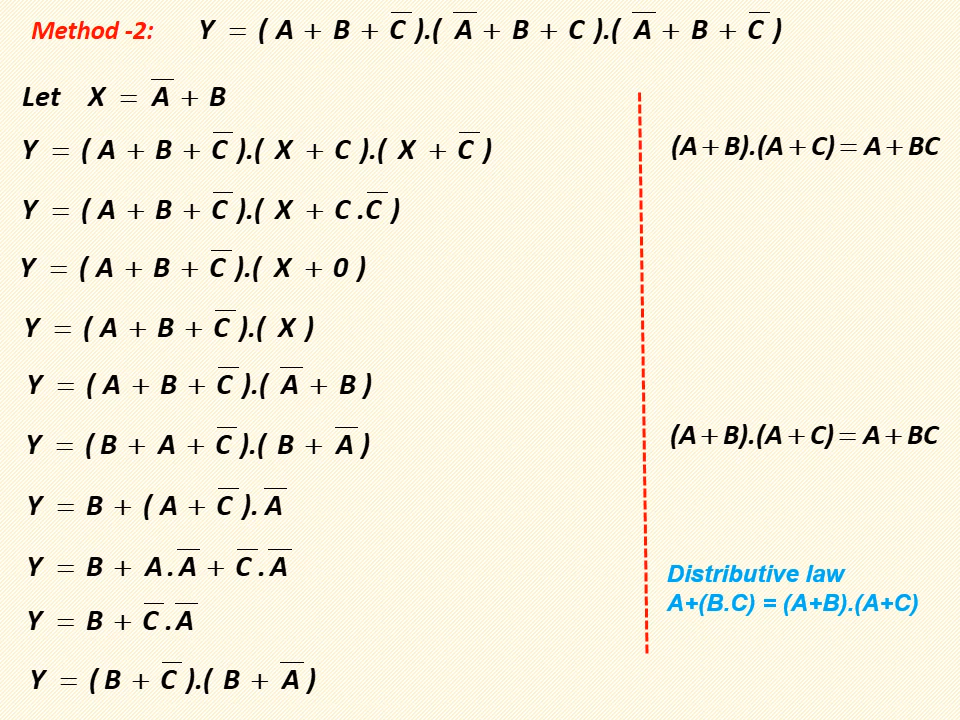 Method -2: Y = ( A + B + C̅ ).( A̅ + B + C ).( A̅ + B + C̅ )
Let X = A̅ + B
Y = ( A + B + C̅ ).( X + C ).( X + C̅ )
(A + B).(A + C) = A + BC
Y = ( A + B + C̅ ).( X + C .C̅ )
Y = ( A + B + C̅ ).( X + 0 )
Y = ( A + B + C̅ ).( X )
Y = ( A + B + C̅ ).( A̅ + B )
Y = ( B + A + C̅ ).( B + A̅ )
(A + B).(A + C) = A + BC
Y = B + ( A + C̅ ). A̅
Y = B + A . A̅ + C̅ . A̅
Distributive law
A+(B.C) = (A+B).(A+C)
Y = B + C̅ . A̅
Y = ( B + C̅ ).( B + A̅ )